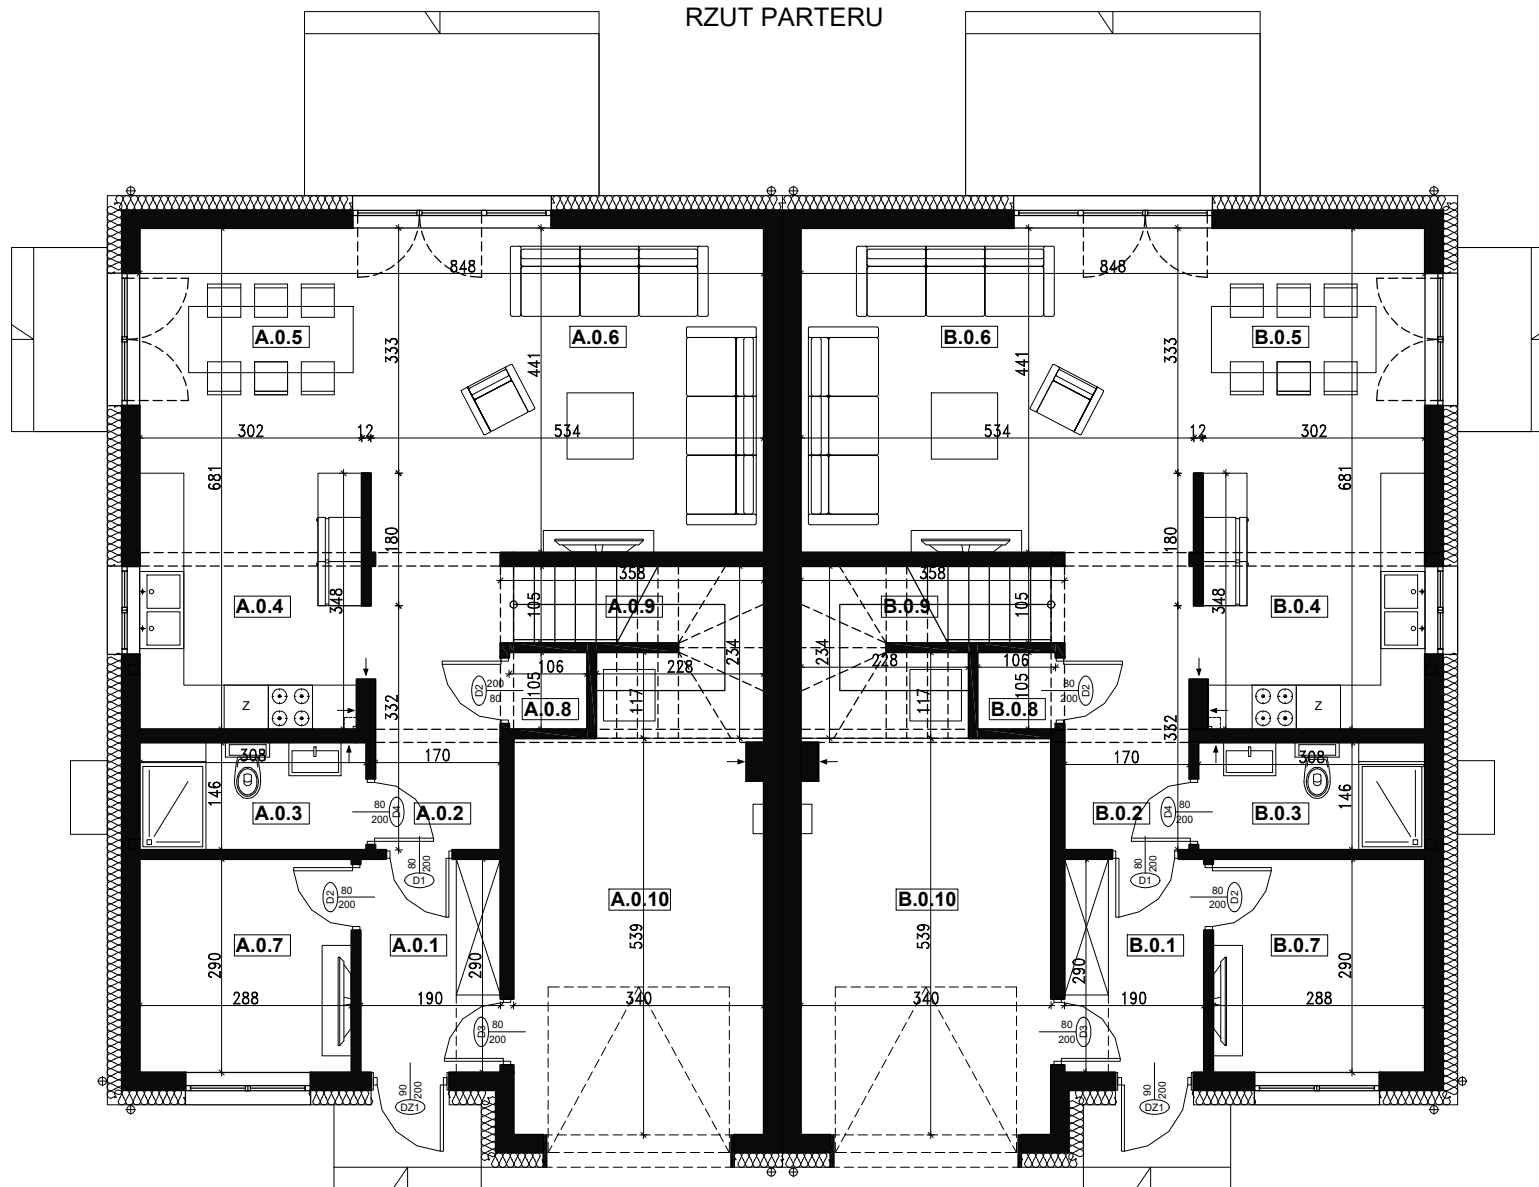 RZUT PARTERU
848
848
A.0.5
A.0.6
B.0.6
B.0.5
333
441
441
333
302
12
534
534
12
302
681
681
180
180
358
358
A.0.4
348
105
A.0.9
B.0.9
105
348
B.0.4
234
234
106
228
228
106
D2
200
80
105
117
117
105
80
200
D2
Z
332
A.0.8
B.0.8
332
Z
308
170
170
308
146
146
A.0.3
80
200
D4
A.0.2
B.0.2
D4
80
200
B.0.3
80
200
D1
80
200
D1
D2
80
200
A.0.10
B.0.10
80
200
D2
A.0.7
A.0.1
539
539
B.0.1
B.0.7
290
290
290
290
288
190
340
340
190
288
D3
80
200
80
200
D3
90
200
DZ1
90
200
DZ1